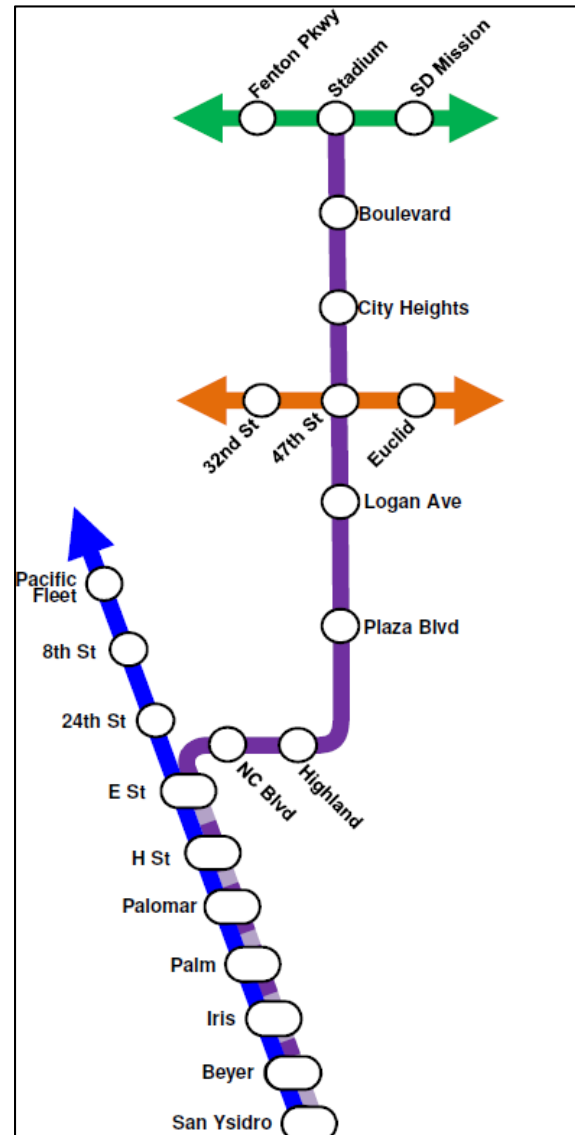 Fenton Pkwy
Stadium
SD Mission
Boulevard
City Heights
32nd St
47th St
Euclid
Logan Ave
Pacific
Fleet
Plaza Blvd
8th St
24th St
NC Blvd
Highland
E St
H St
Palomar
Palm
Iris
Beyer
San Ysidro